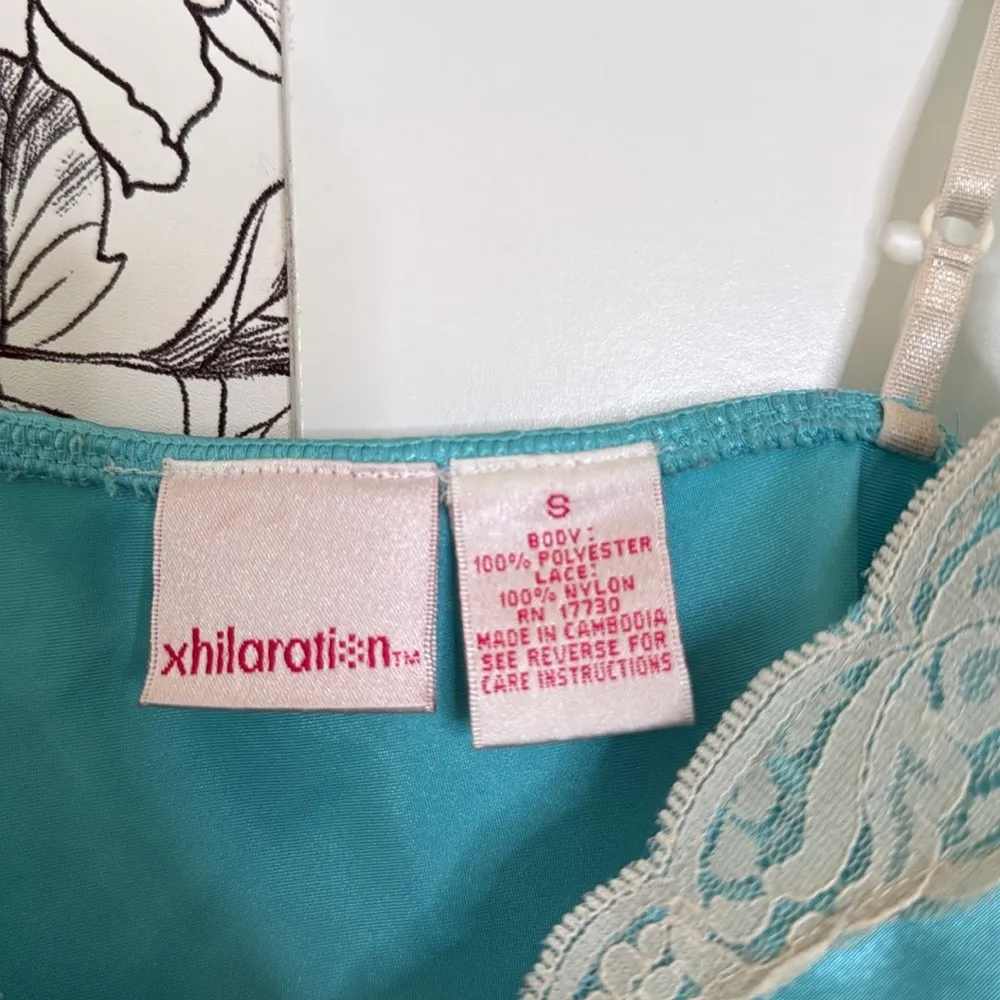 xhilaration™
S
BODY:
100% POLYESTER
LACE:
100% NYLON
RN 17730
MADE IN CAMBODIA
SEE REVERSE FOR
CARE INSTRUCTIONS